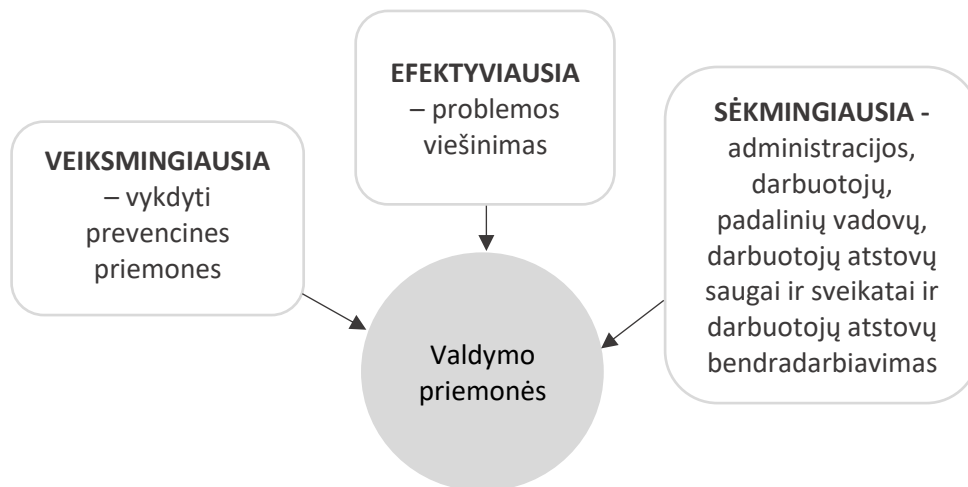 VEIKSMINGIAUSIA
– vykdyti
prevencines
priemones
EFEKTYVIAUSIA
– problemos
viešinimas
SĖKMINGIAUSIA -
administracijos,
darbuotojų,
padalinių vadovų,
darbuotojų atstovų
saugai ir sveikatai ir
darbuotojų atstovų
bendradarbiavimas
Valdymo
priemonės